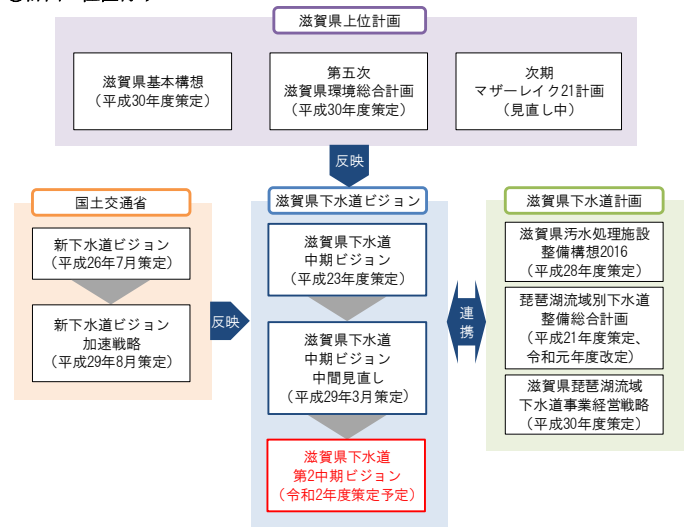 滋賀県上位計画
滋賀県基本構想
(平成30年度策定)
第五次
滋賀県環境総合計画
(平成30年度策定)
次期
マザーレイク21計画
(見直し中)
反映
国土交通省
新下水道ビジョン
(平成26年7月策定)
新下水道ビジョン
加速戦略
(平成29年8月策定)
反映
滋賀県下水道ビジョン
滋賀県下水道
中期ビジョン
(平成23年度策定)
滋賀県下水道
中期ビジョン
中間見直し
(平成29年3月策定)
滋賀県下水道
第2中期ビジョン
(令和2年度策定予定)
連
携
滋賀県下水道計画
滋賀県汚水処理施設
整備構想2016
(平成28年度策定)
琵琶湖流域別下水道
整備総合計画
(平成21年度策定、
令和元年度改定)
滋賀県琵琶湖流域
下水道事業経営戦略
(平成30年度策定)